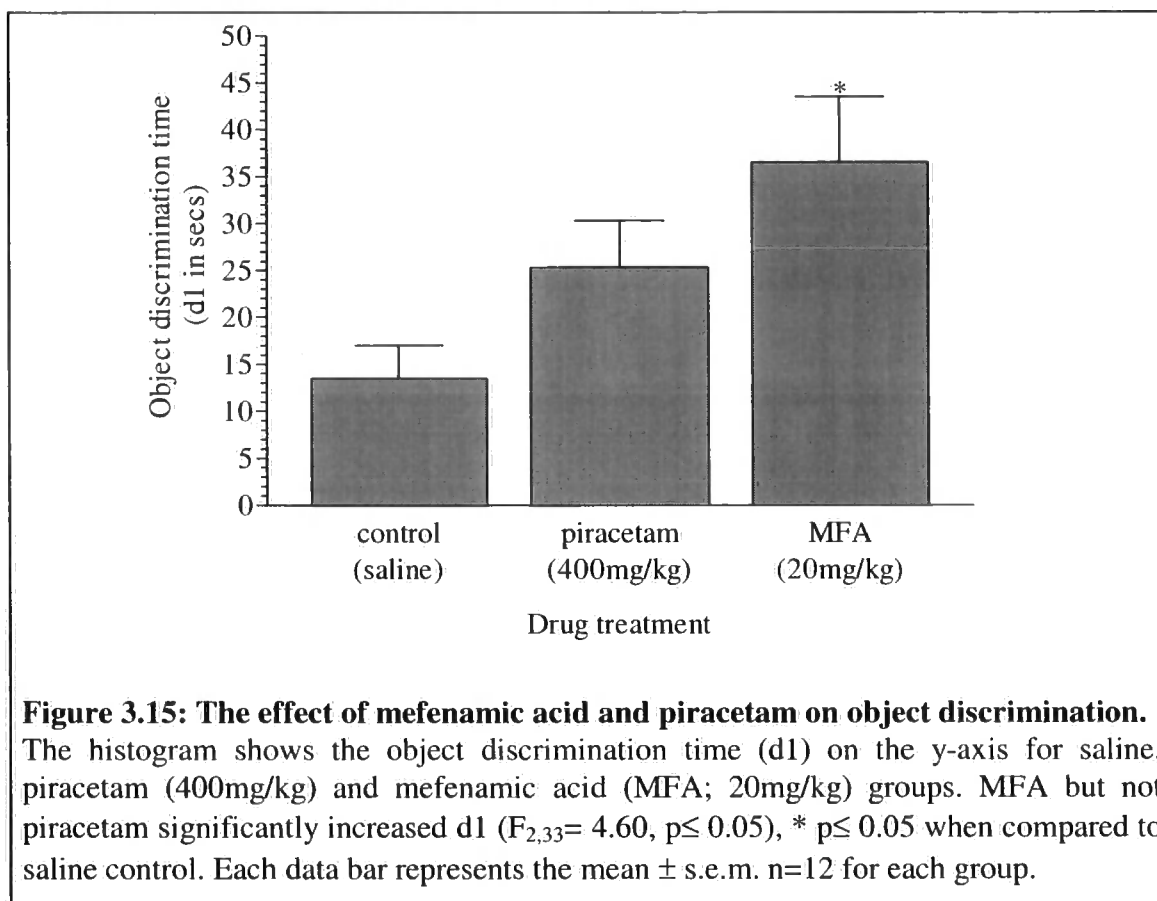 50
45
40
35
30
25
20
15
10
5
0
Object discrimination time
(d1 in secs)
*
control
(saline)
piracetam
(400mg/kg)
MFA
(20mg/kg)
Drug treatment
Figure 3.15: The effect of mefenamic acid and piracetam on object discrimination.
The histogram shows the object discrimination time (d1) on the y-axis for saline,
piracetam (400mg/kg) and mefenamic acid (MFA; 20mg/kg) groups. MFA but not
piracetam significantly increased d1 (F2,33= 4.60, p≤ 0.05), * p≤ 0.05 when compared to
saline control. Each data bar represents the mean ± s.e.m. n=12 for each group.